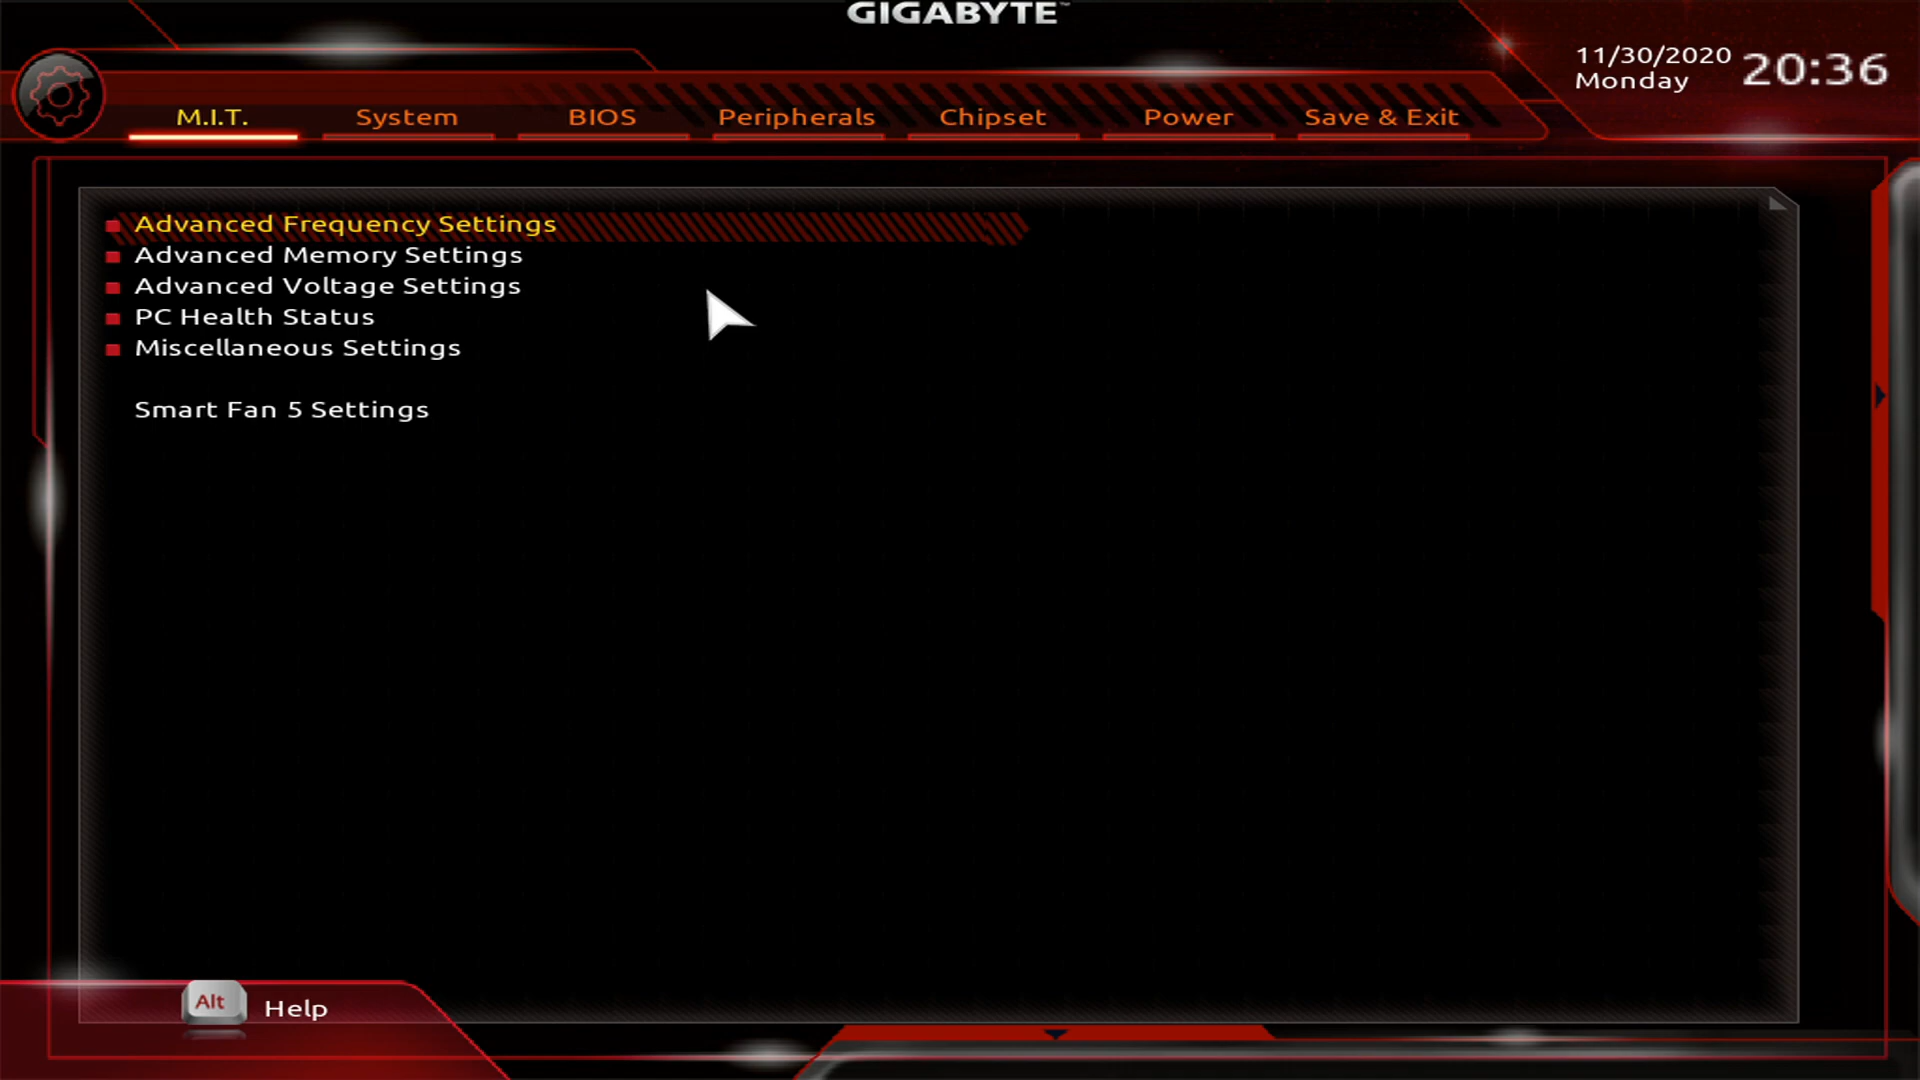 GIGABYTE™
11/30/2020
Monday
20:36
M.I.T.
System
BIOS
Peripherals
Chipset
Power
Save & Exit
Advanced Frequency Settings
Advanced Memory Settings
Advanced Voltage Settings
PC Health Status
Miscellaneous Settings
Smart Fan 5 Settings
Alt
Help